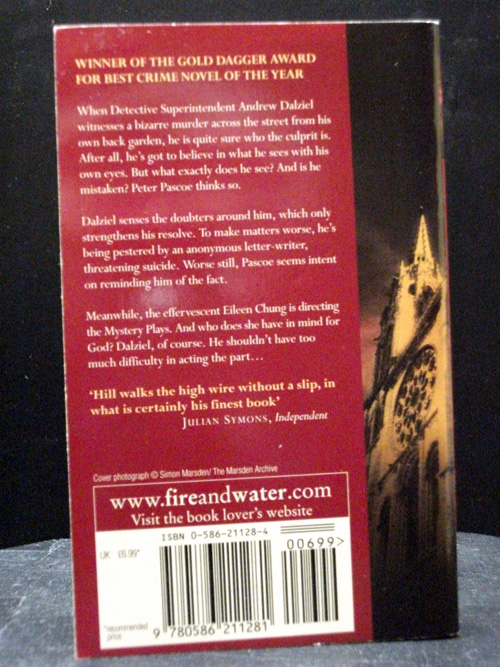 WINNER OF THE GOLD DAGGER AWARD
FOR BEST CRIME NOVEL OF THE YEAR
When Detective Superintendent Andrew Dalziel
witnesses a bizarre murder across the street from his
own back garden, he is quite sure who the culprit is.
After all, he's got to believe in what he sees with his
own eyes. But what exactly does he see? And is he
mistaken? Peter Pascoe thinks so.
Dalziel senses the doubters around him, which only
strengthens his resolve. To make matters worse, he's
being pestered by an anonymous letter-writer,
threatening suicide. Worse still, Pascoe seems intent
on reminding him of the fact.
Meanwhile, the effervescent Eileen Chung is directing
the Mystery Plays. And who does she have in mind for
God? Dalziel, of course. He shouldn't have too
much difficulty in acting the part…
'Hill walks the high wire without a slip, in
what is certainly his finest book'
JULIAN SYMONS, Independent
Cover photograph © Simon Marsden/ The Marsden Archive
www.fireandwater.com
Visit the book lover's website
ISBN 0-586-21128-4
UK £6.99*
00699>
*recommended
price
9 780586 211281